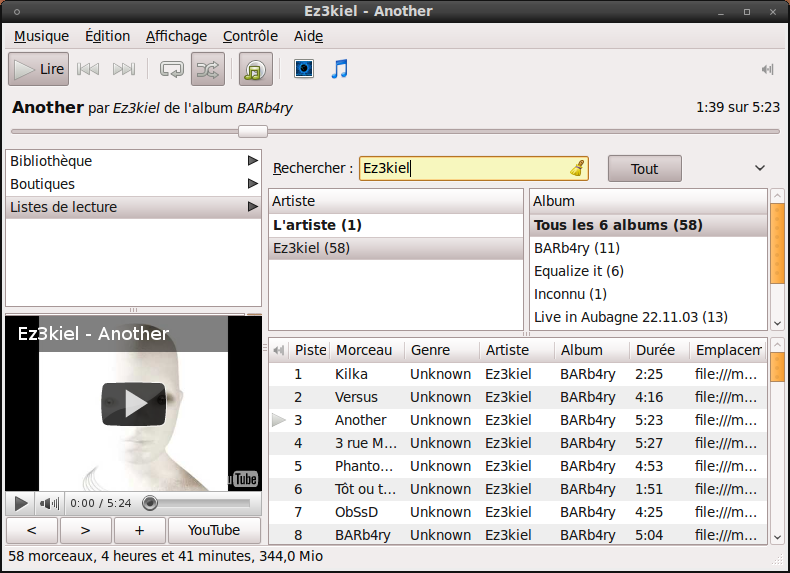 Ez3kiel - Another
Musique Édition Affichage Contrôle Aide
Lire
Another par Ez3kiel de l'album BARb4ry 1:39 sur 5:23
Bibliothèque
Boutiques
Listes de lecture
Rechercher : Ez3kiel Tout
Artiste
L'artiste (1)
Ez3kiel (58)
Album
Tous les 6 albums (58)
BARb4ry (11)
Equalize it (6)
Inconnu (1)
Live in Aubagne 22.11.03 (13)
Ez3kiel - Another
Tube
0:00 / 5:24
< > + YouTube
Piste Morceau Genre Artiste Album Durée Emplacem
1 Kilka Unknown Ez3kiel BARb4ry 2:25 file:///m...
2 Versus Unknown Ez3kiel BARb4ry 4:16 file:///m...
3 Another Unknown Ez3kiel BARb4ry 5:23 file:///m...
4 3 rue M... Unknown Ez3kiel BARb4ry 5:27 file:///m...
5 Phanto... Unknown Ez3kiel BARb4ry 4:53 file:///m...
6 Tôt ou t... Unknown Ez3kiel BARb4ry 1:51 file:///m...
7 ObSsD Unknown Ez3kiel BARb4ry 4:25 file:///m...
8 BARb4ry Unknown Ez3kiel BARb4ry 5:04 file:///m...
58 morceaux, 4 heures et 41 minutes, 344,0 Mio